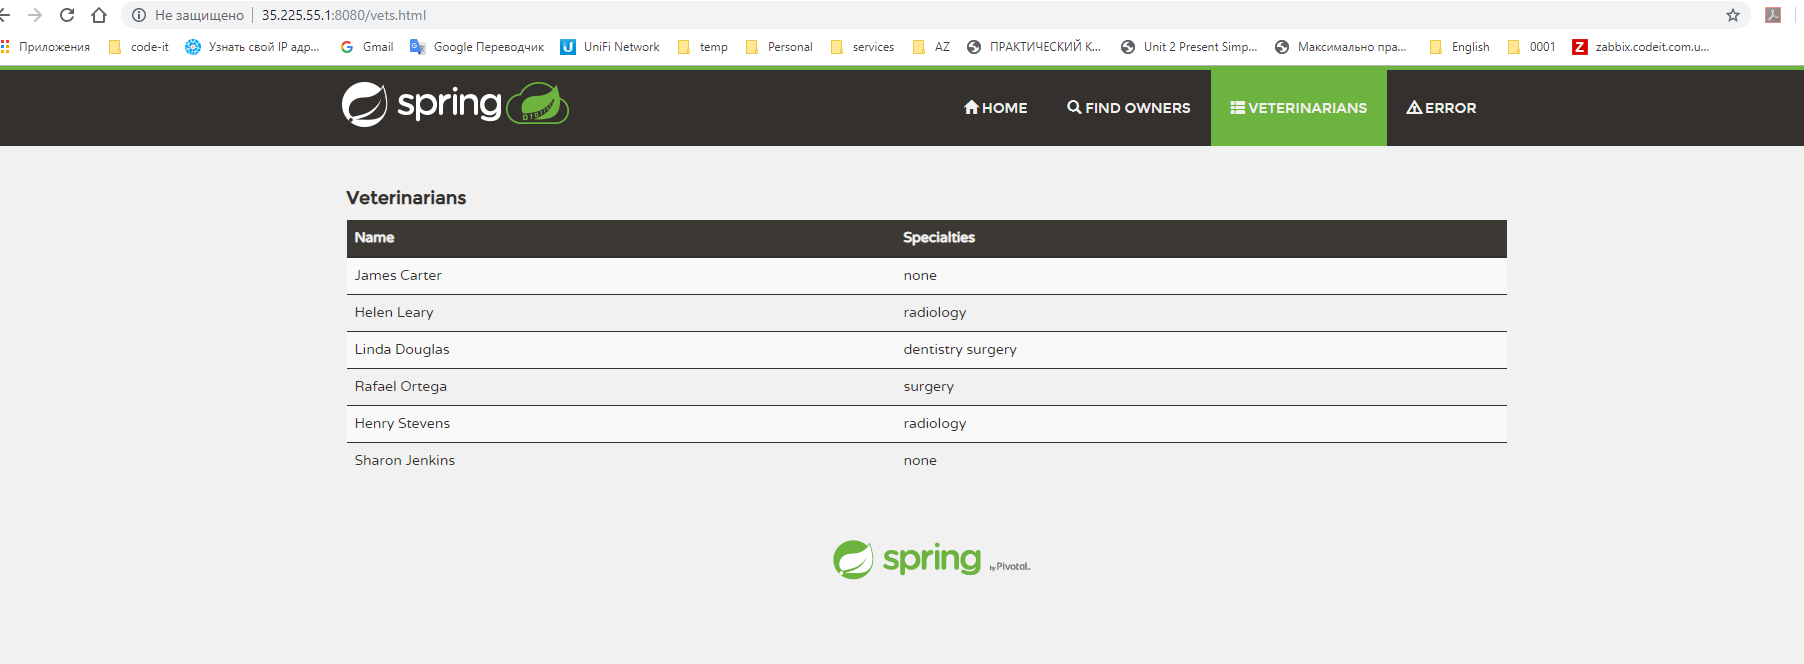 Не защищено 35.225.55.1:8080/vets.html
Приложения code-it Узнать свой IP адр... Gmail Google Переводчик UniFi Network temp Personal services AZ ПРАКТИЧЕСКИЙ К... Unit 2 Present Simp... Максимально пра... English 0001 zabbix.codeit.com.u...
spring HOME FIND OWNERS VETERINARIANS ERROR
Veterinarians
Name Specialties
James Carter none
Helen Leary radiology
Linda Douglas dentistry surgery
Rafael Ortega surgery
Henry Stevens radiology
Sharon Jenkins none
spring by Pivotal.